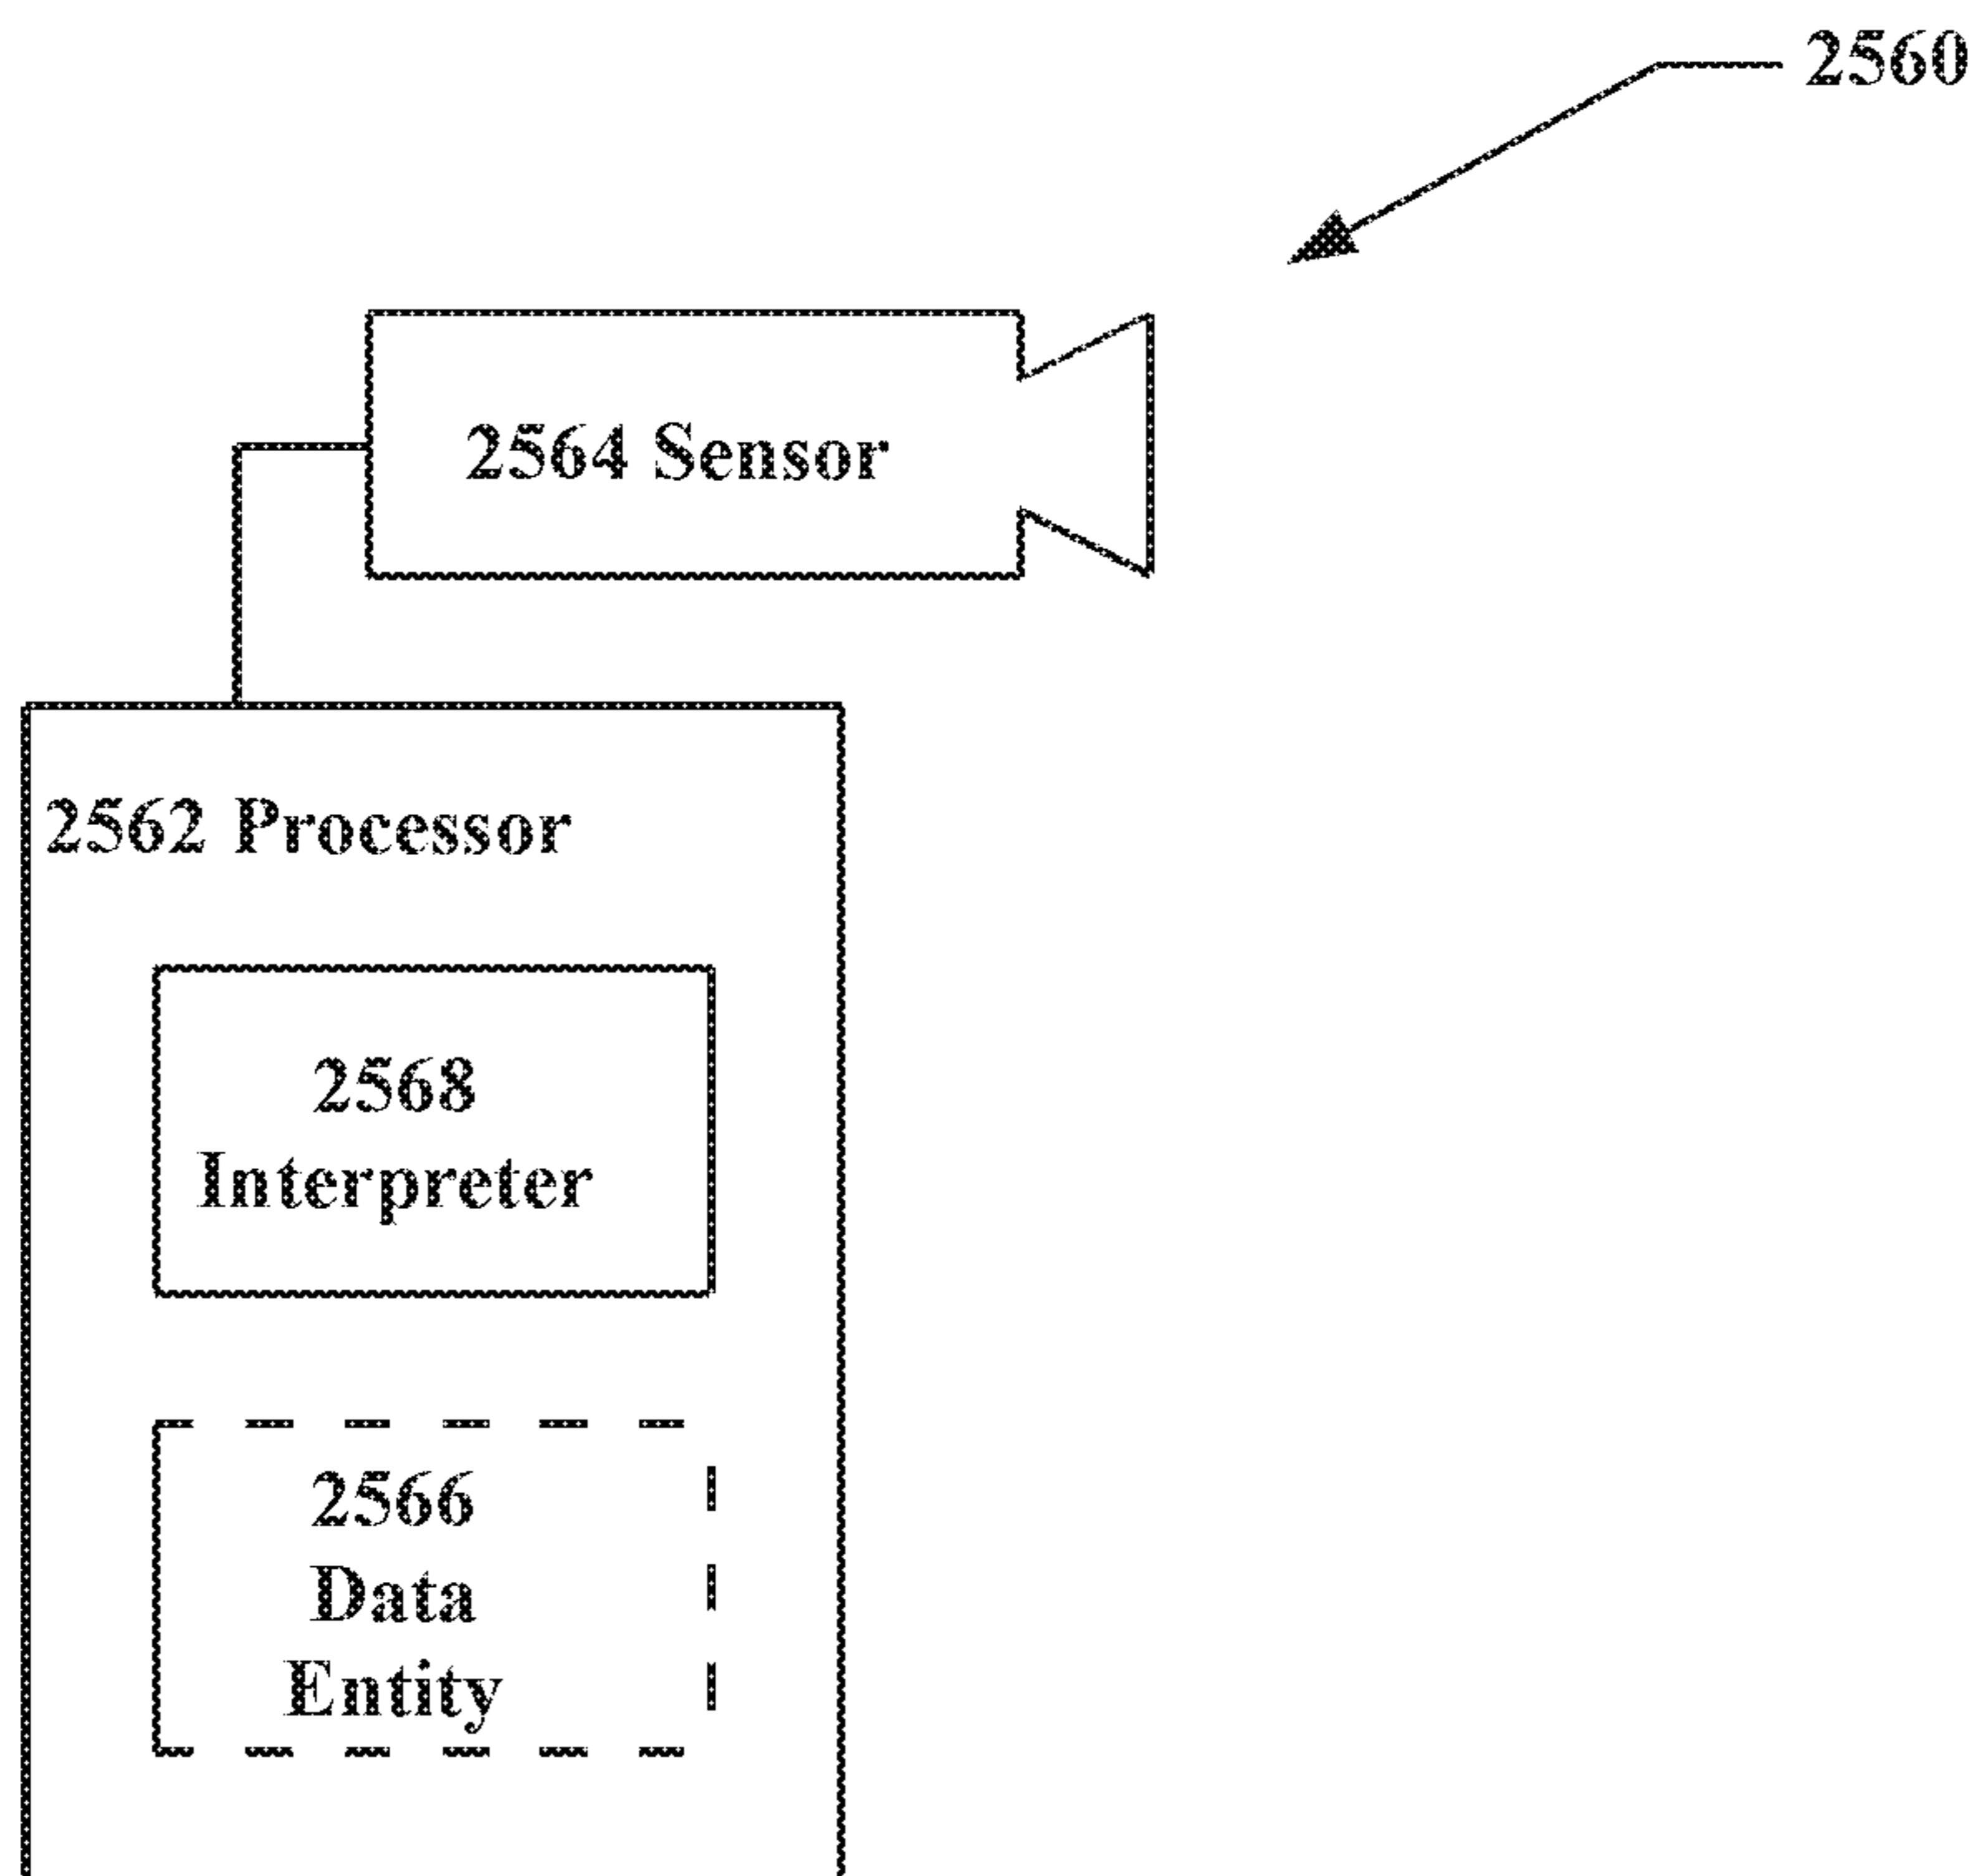 2560
2564 Sensor
2562 Processor
2568
Interpreter
2566
Data
Entity